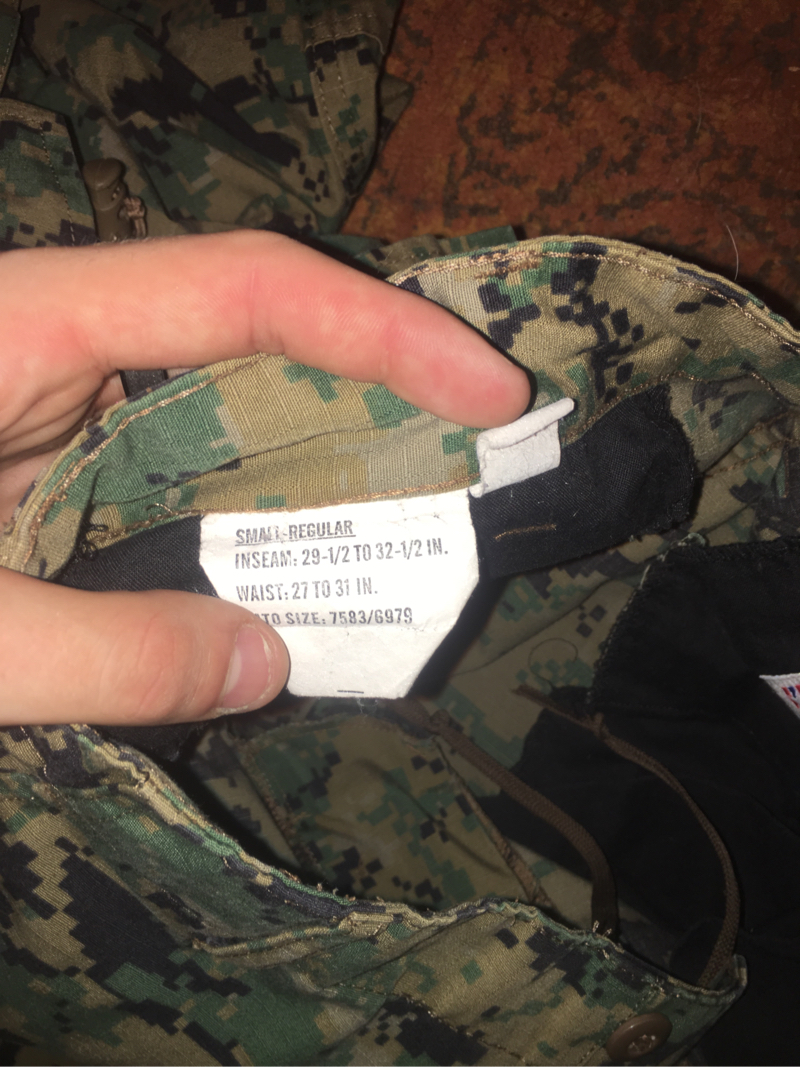 SMALL-REGULAR
INSEAM: 29-1/2 TO 32-1/2 IN.
WAIST: 27 TO 31 IN.
SIZE: 7583/6979